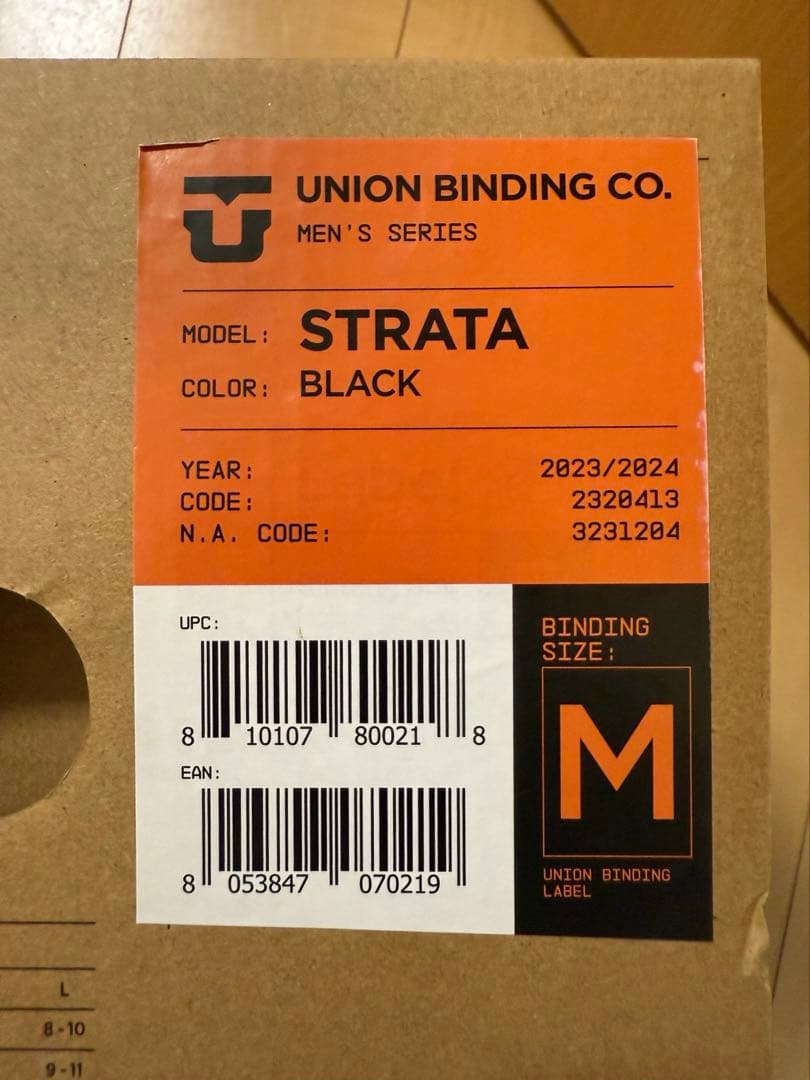 UNION BINDING CO.
MEN'S SERIES
MODEL: STRATA
COLOR: BLACK
YEAR: 2023/2024
CODE: 2320413
N.A. CODE: 3231204
UPC:
8 10107 80021 8
EAN:
8 053847 070219
BINDING
SIZE:
M
UNION BINDING
LABEL
L
8-10
9-11